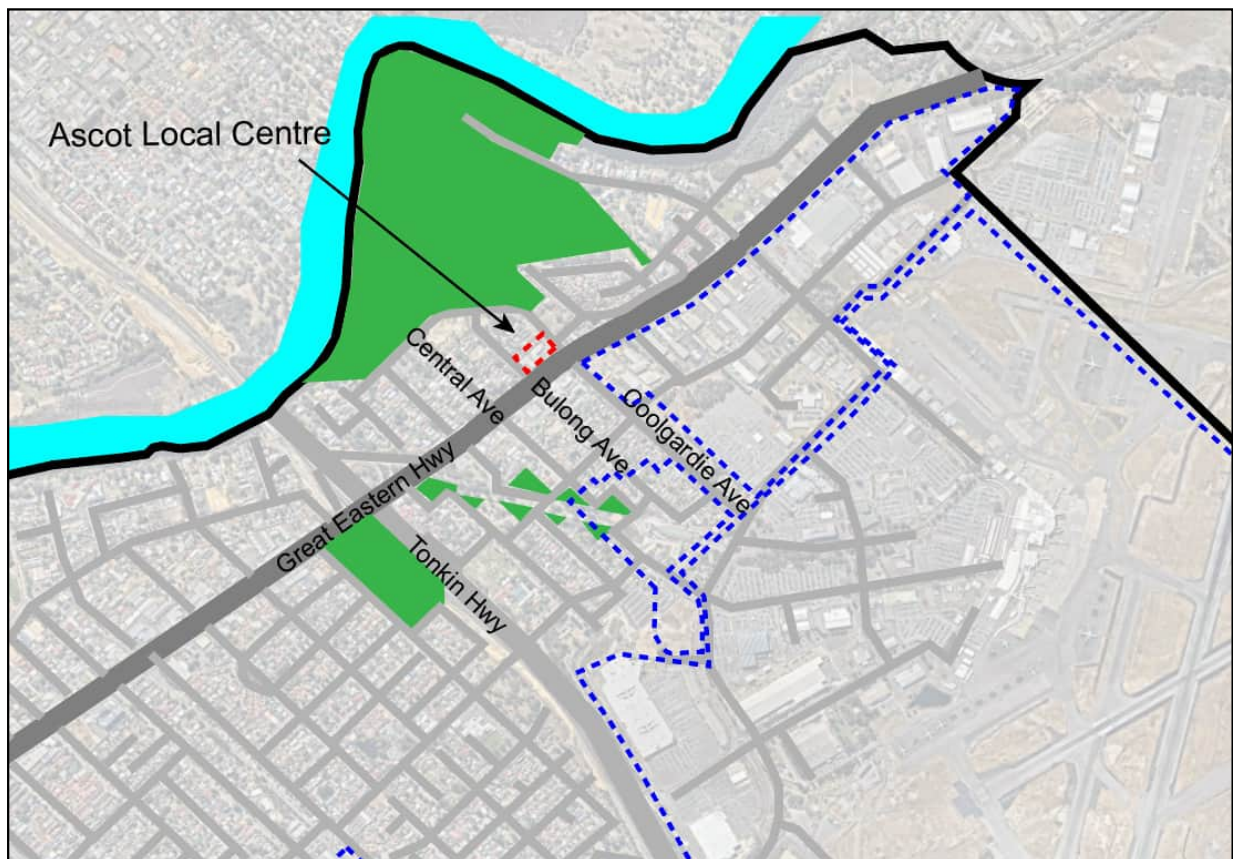 Ascot Local Centre
Central Ave
Bulong Ave
Coolgardie Ave
Great Eastern Hwy
Tonkin Hwy